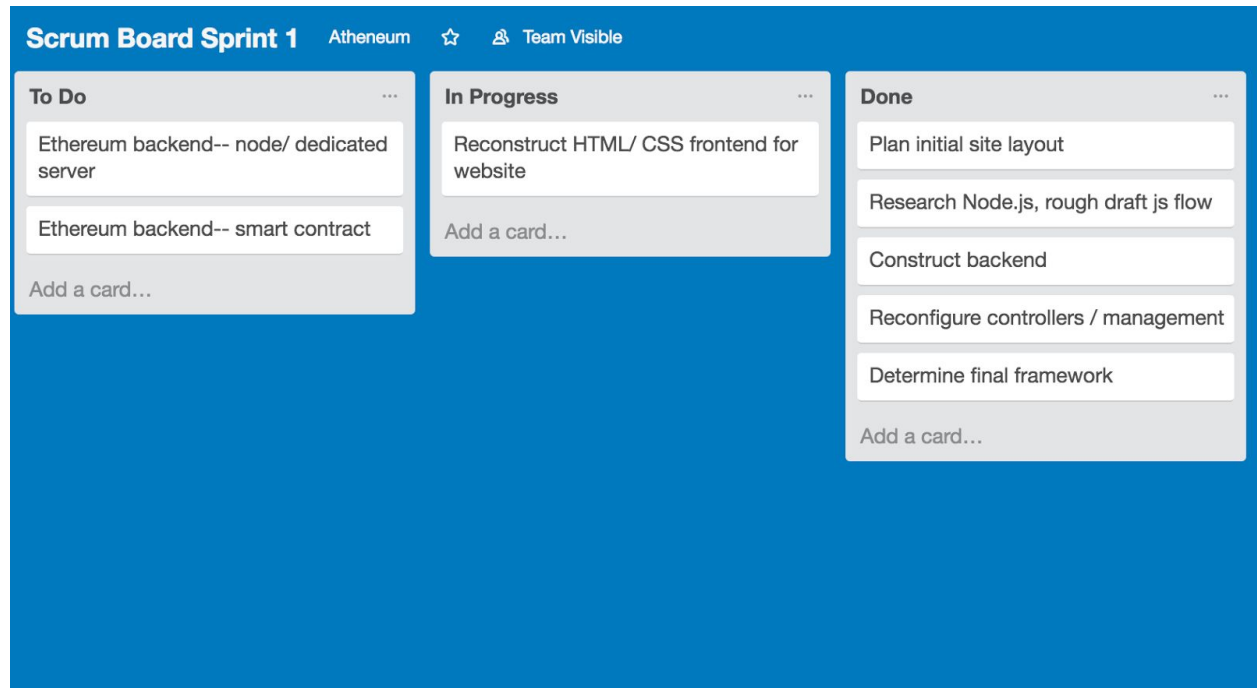 Scrum Board Sprint 1 Atheneum Team Visible
To Do
Ethereum backend-- node/ dedicated
server
Ethereum backend-- smart contract
Add a card…
In Progress
Reconstruct HTML/ CSS frontend for
website
Add a card…
Done
Plan initial site layout
Research Node.js, rough draft js flow
Construct backend
Reconfigure controllers / management
Determine final framework
Add a card…